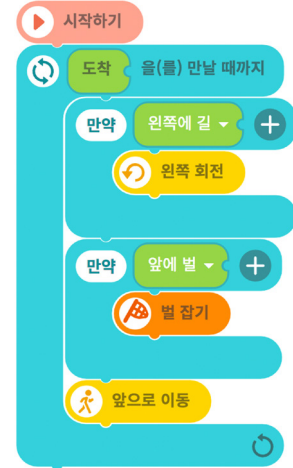 시작하기
도착 을(를) 만날 때까지
만약 왼쪽에 길
왼쪽 회전
만약 앞에 벌
벌 잡기
앞으로 이동